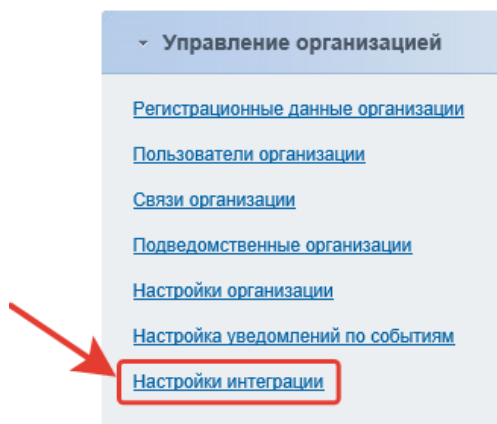 Управление организацией
Регистрационные данные организации
Пользователи организации
Связи организации
Подведомственные организации
Настройки организации
Настройка уведомлений по событиям
Настройки интеграции